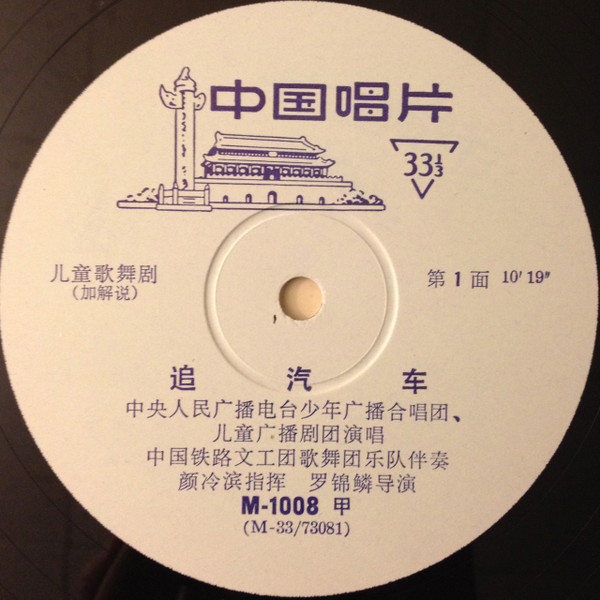 中国唱片
33⅓
儿童歌舞剧
(加解说)
第1面 10′19″
追汽车
中央人民广播电台少年广播合唱团、
儿童广播剧团演唱
中国铁路文工团歌舞团乐队伴奏
颜冷滨指挥 罗锦鳞导演
M-1008 甲
(M-33/73081)